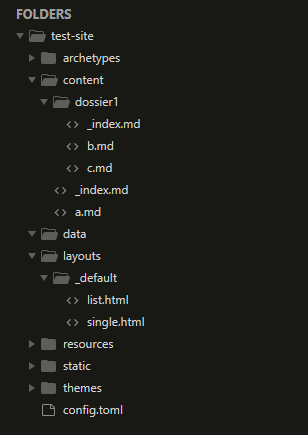 FOLDERS
test-site
archetypes
content
dossier1
_index.md
b.md
c.md
_index.md
a.md
data
layouts
_default
list.html
single.html
resources
static
themes
config.toml